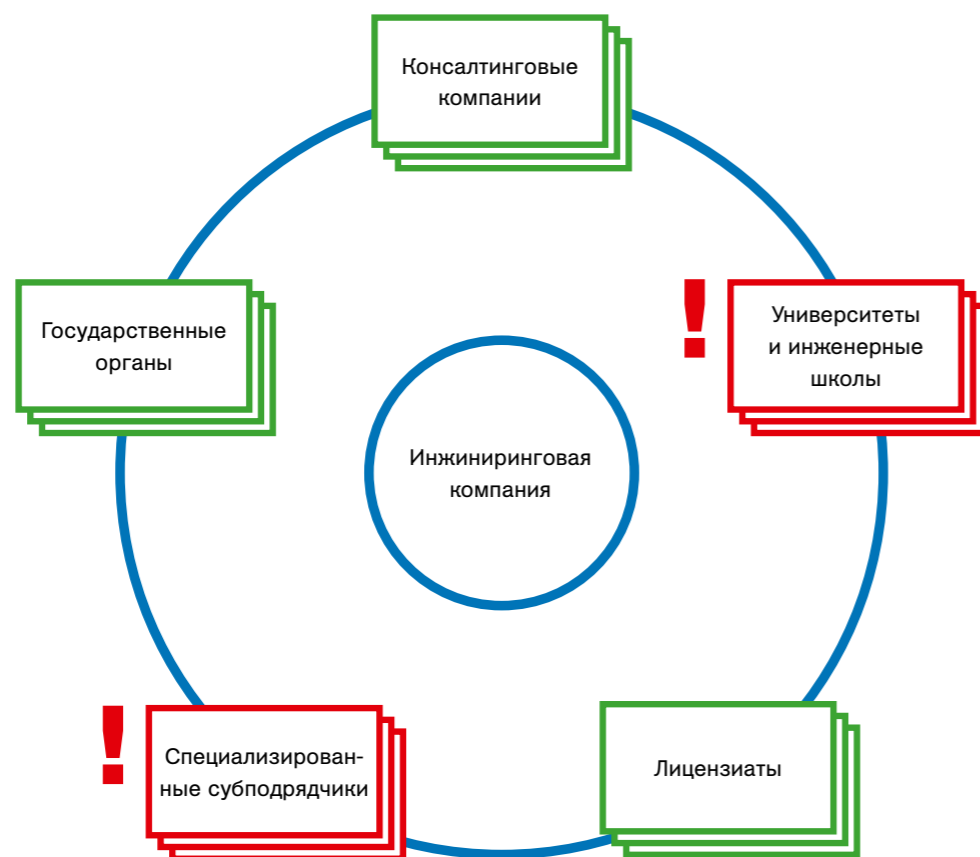 Консалтинговые
компании
Государственные
органы
!
Университеты
и инженерные
школы
Инжиниринговая
компания
!
Специализирован-
ные субподрядчики
Лицензиаты